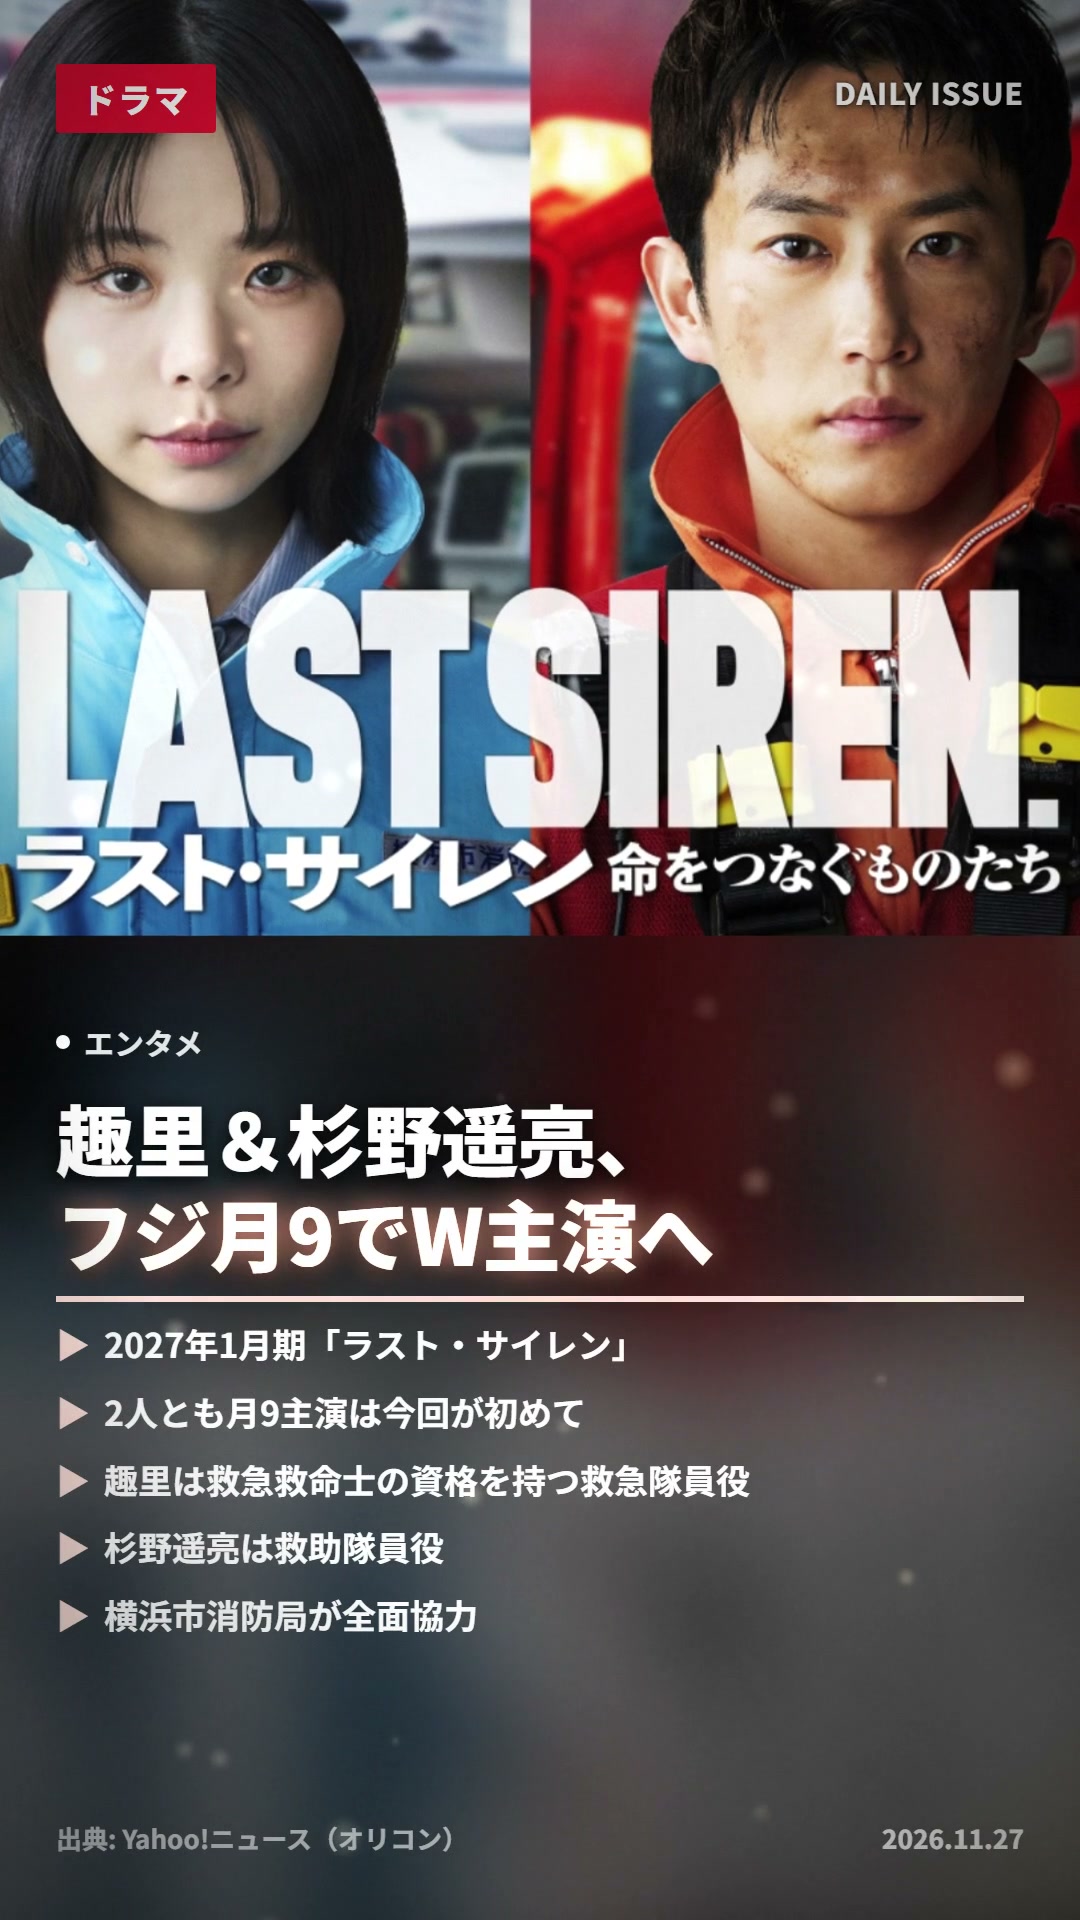 ドラマ
DAILY ISSUE
LAST SIREN.
ラスト・サイレン 命をつなぐものたち
エンタメ
趣里＆杉野遥亮、
フジ月9でW主演へ
▶ 2027年1月期「ラスト・サイレン」
▶ 2人とも月9主演は今回が初めて
▶ 趣里は救急救命士の資格を持つ救急隊員役
▶ 杉野遥亮は救助隊員役
▶ 横浜市消防局が全面協力
出典: Yahoo!ニュース（オリコン）
2026.11.27